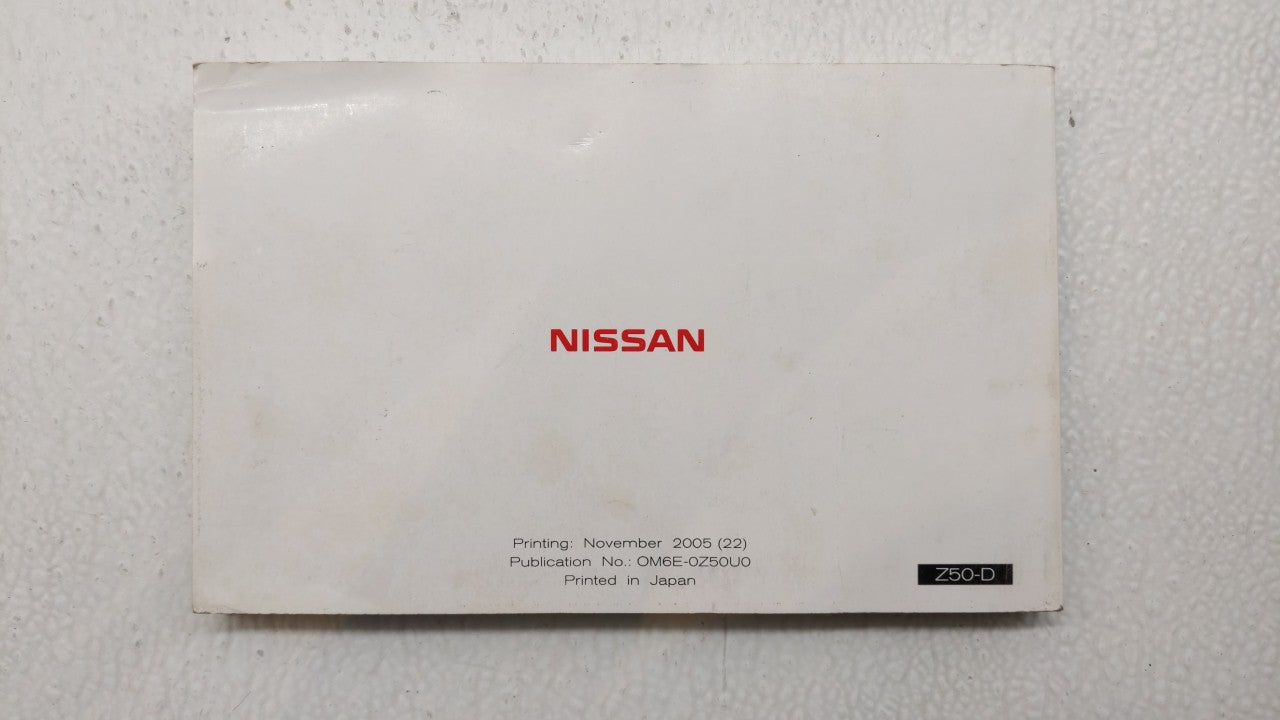 NISSAN
Printing: November 2005 (22)
Publication No.: OM6E-0Z50U0
Printed in Japan
Z50-D